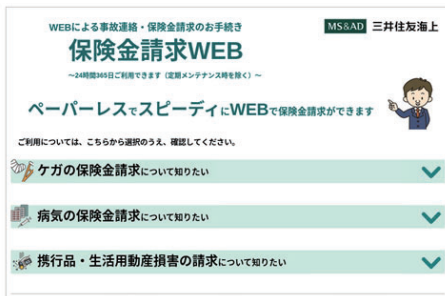 WEBによる事故連絡・保険金請求のお手続き
MS&AD 三井住友海上
保険金請求WEB
～24時間365日ご利用できます（定期メンテナンス時を除く）～
ペーパーレスでスピーディにWEBで保険金請求ができます
ご利用については、こちらから選択のうえ、確認してください。
ケガの保険金請求について知りたい
病気の保険金請求について知りたい
携行品・生活用動産損害の請求について知りたい